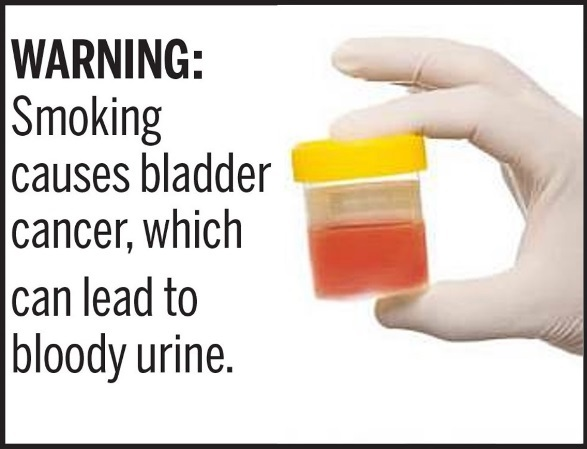 WARNING:
Smoking
causes bladder
cancer, which
can lead to
bloody urine.